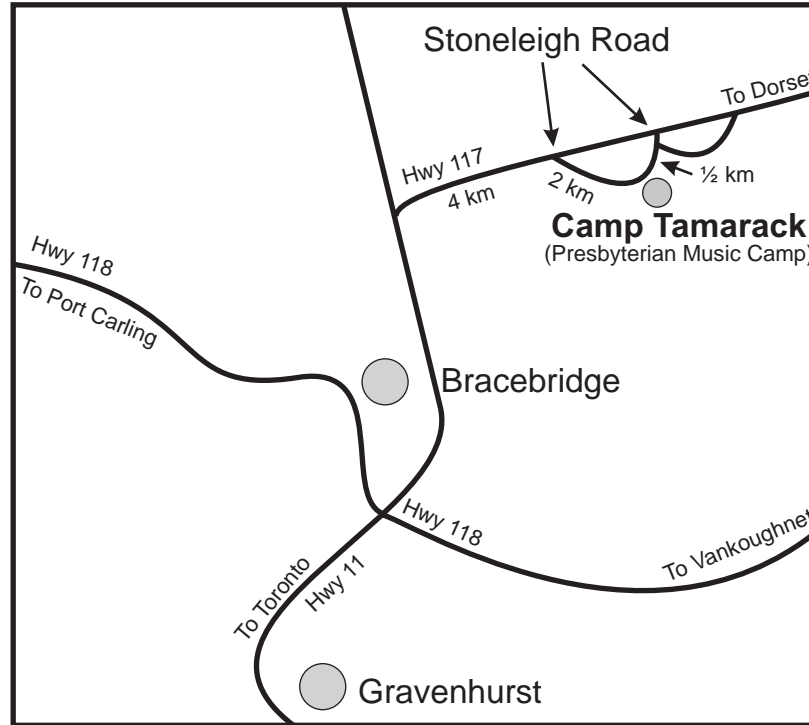 Stoneleigh Road
To Dorset
Hwy 117
4 km
2 km
½ km
Camp Tamarack
(Presbyterian Music Camp)
Hwy 118
To Port Carling
Bracebridge
Hwy 118
To Vankoughnet
To Toronto
Hwy 11
Gravenhurst